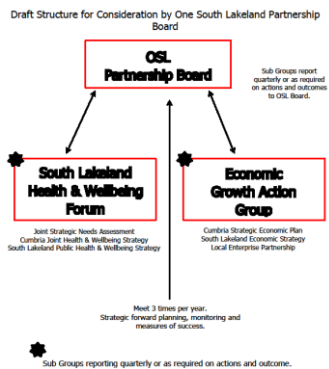 Draft Structure for Consideration by One South Lakeland Partnership
Board
OSL
Partnership Board
Sub Groups report
quarterly or as required
on actions and outcomes
to OSL Board.
South Lakeland
Health & Wellbeing
Forum
Economic
Growth Action
Group
Joint Strategic Needs Assessment
Cumbria Joint Health & Wellbeing Strategy
South Lakeland Public Health & Wellbeing Strategy
Cumbria Strategic Economic Plan
South Lakeland Economic Strategy
Local Enterprise Partnership
Meet 3 times per year.
Strategic forward planning, monitoring and
measures of success.
Sub Groups reporting quarterly or as required on actions and outcome.